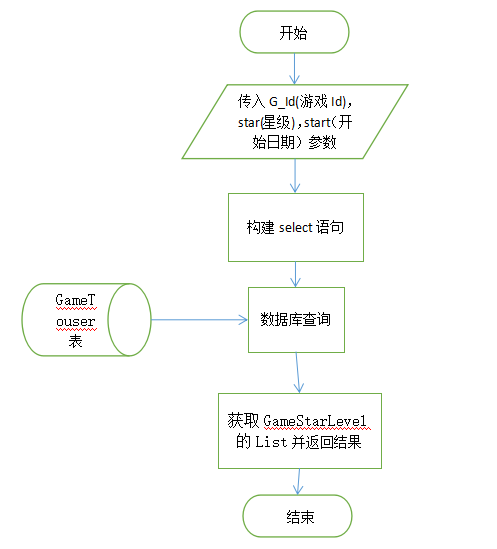 开始
传入 G_Id(游戏 Id),
star(星级),start（开
始日期）参数
构建 select 语句
GameT
ouser
表
数据库查询
获取 GameStarLevel
的 List 并返回结果
结束